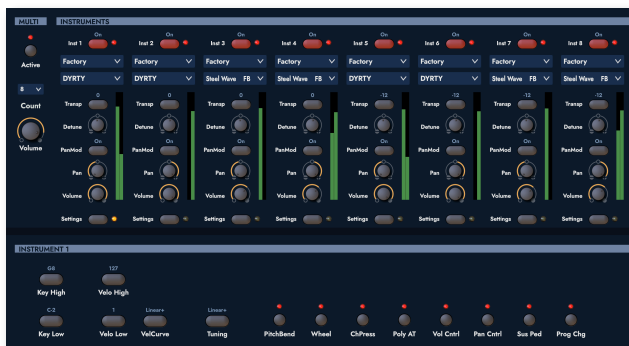 MULTI INSTRUMENTS
On On On On On On On On
Inst 1 Inst 2 Inst 3 Inst 4 Inst 5 Inst 6 Inst 7 Inst 8
Active Factory Factory Factory Factory Factory Factory Factory Factory
DYRTY DYRTY Steel Wave FB Steel Wave FB DYRTY DYRTY Steel Wave FB Steel Wave FB
8
0 0 0 0 -12 -12 -12 -12
Count Transp Transp Transp Transp Transp Transp Transp Transp
Detune Detune Detune Detune Detune Detune Detune Detune
On On On On On On On On
Volume PanMod PanMod PanMod PanMod PanMod PanMod PanMod PanMod
Pan Pan Pan Pan Pan Pan Pan Pan
Volume Volume Volume Volume Volume Volume Volume Volume
Settings Settings Settings Settings Settings Settings Settings Settings
INSTRUMENT 1
G8 127
Key High Velo High
C-2 1 Linear+ Linear+
Key Low Velo Low VelCurve Tuning PitchBend Wheel ChPress Poly AT Vol Cntrl Pan Cntrl Sus Ped Prog Chg